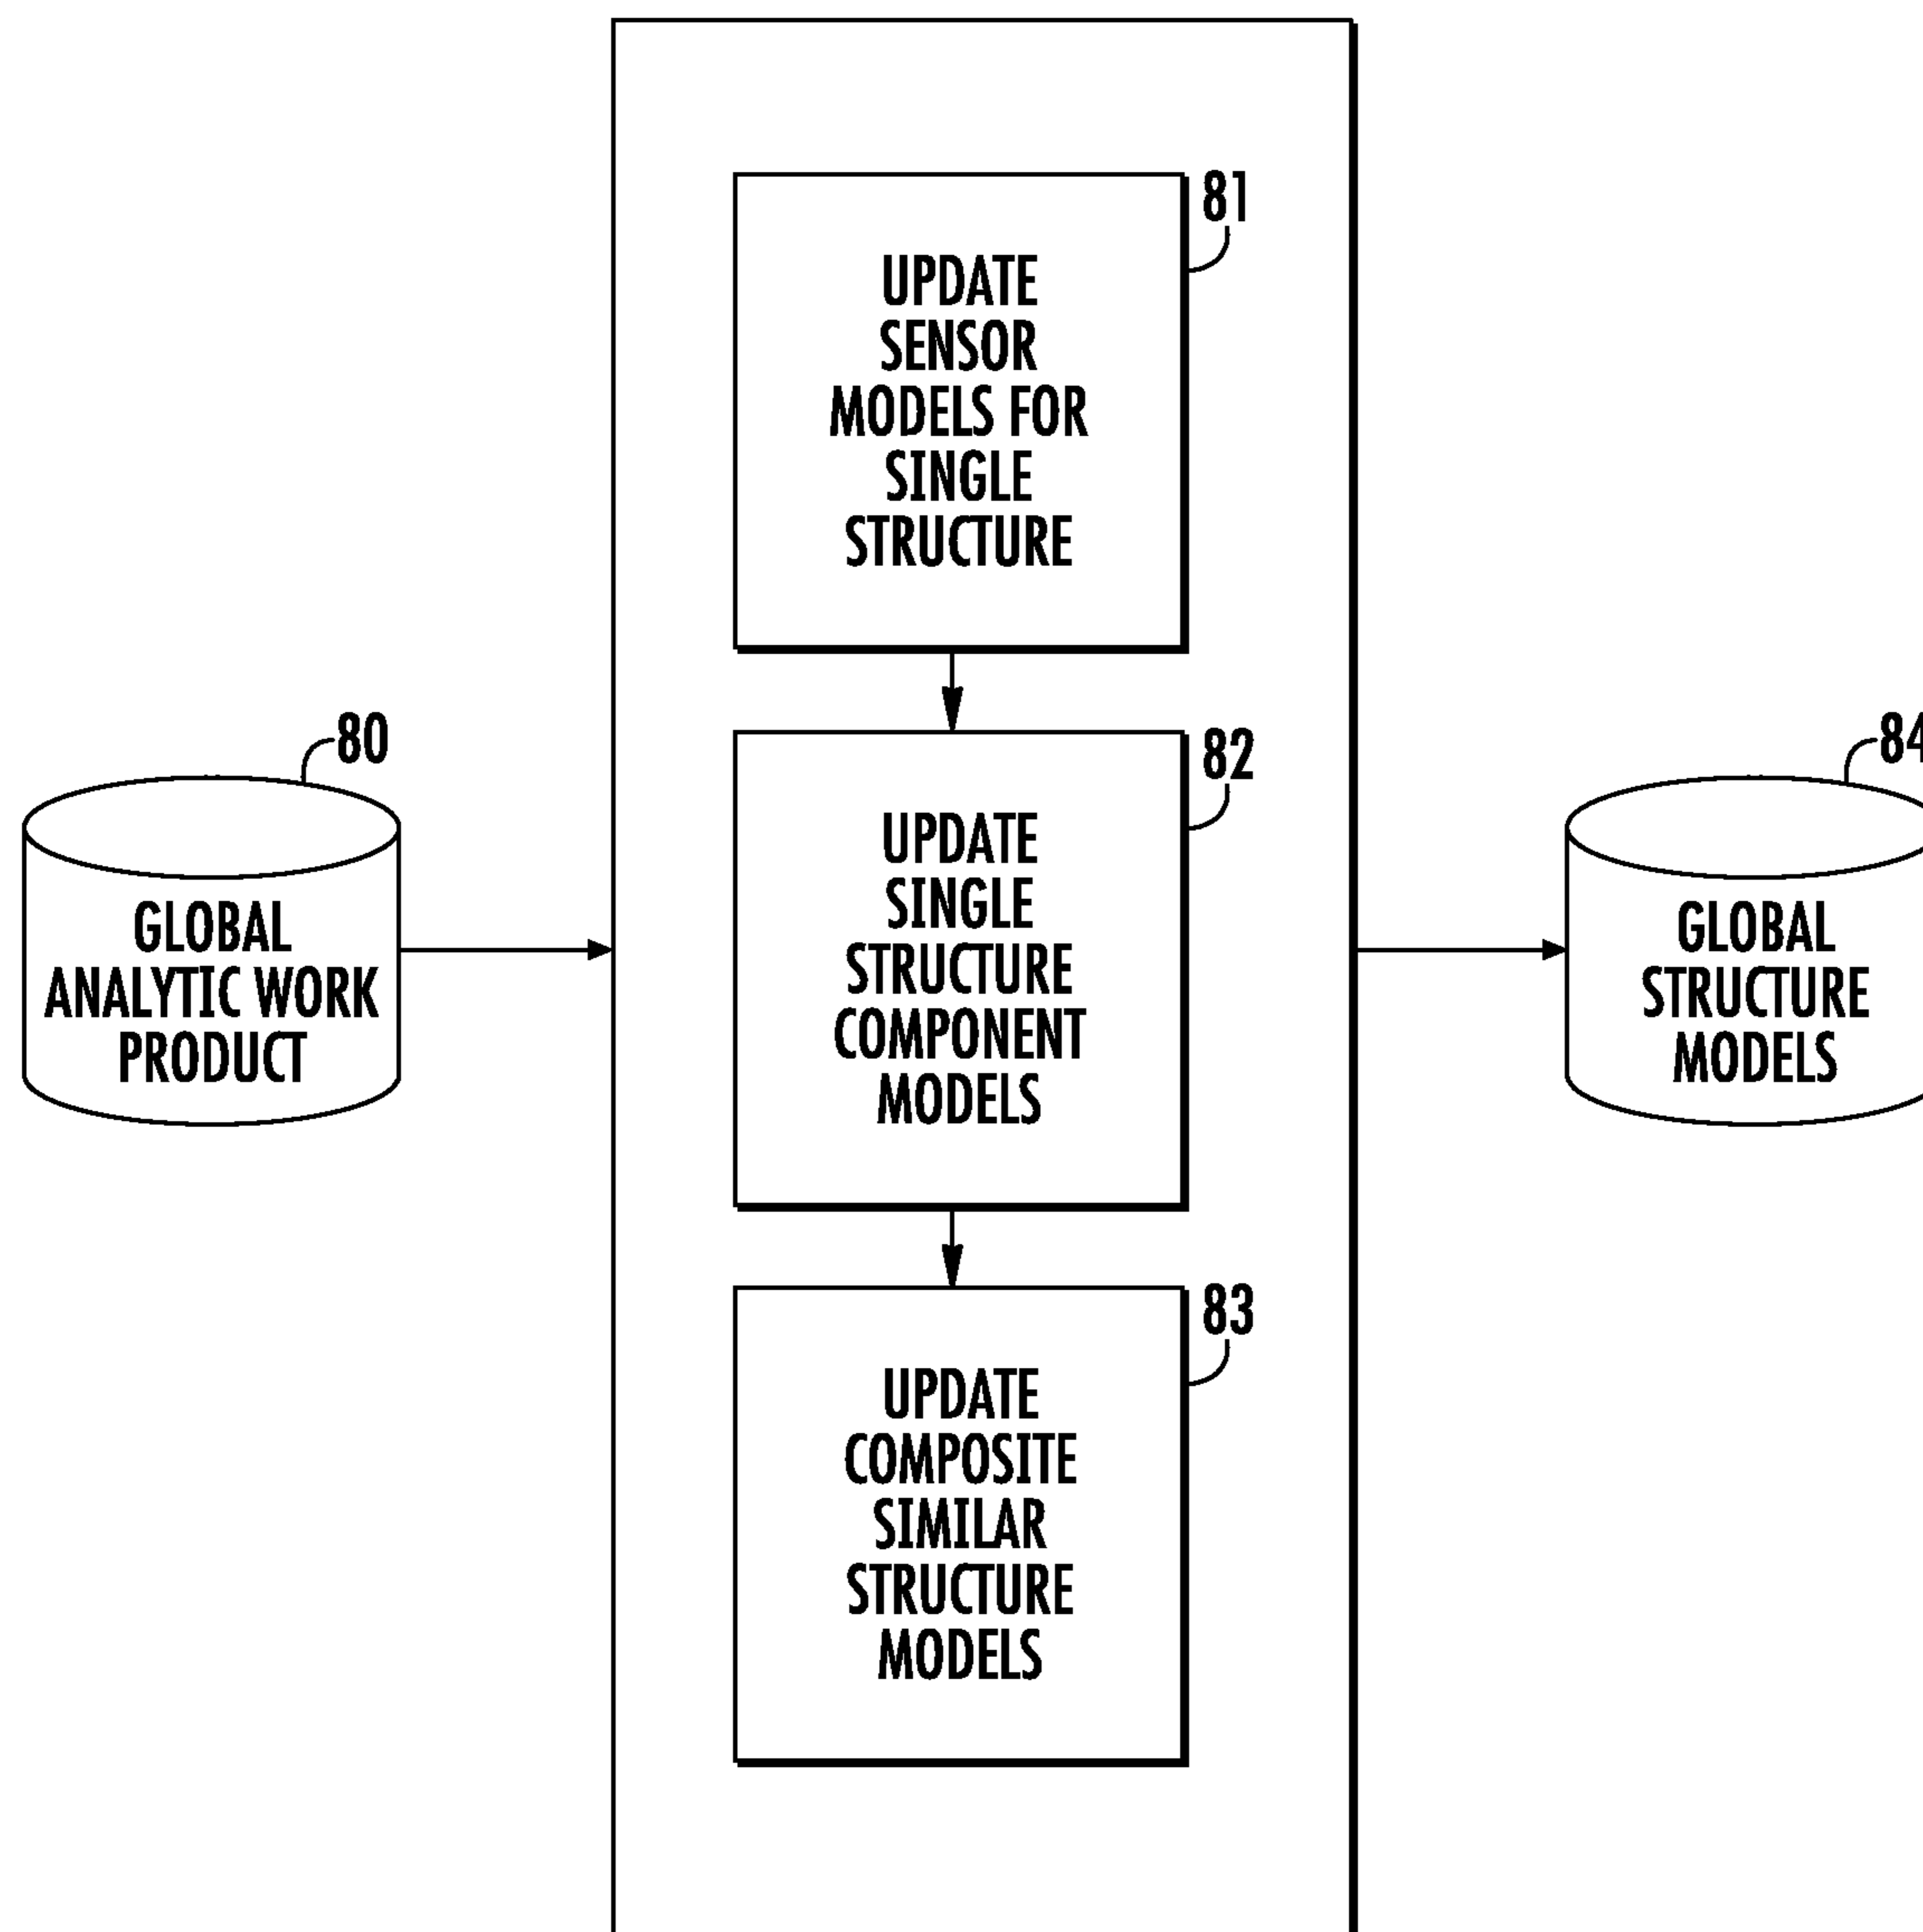 81
UPDATE
SENSOR
MODELS FOR
SINGLE
STRUCTURE
80
GLOBAL
ANALYTIC WORK
PRODUCT
82
UPDATE
SINGLE
STRUCTURE
COMPONENT
MODELS
84
GLOBAL
STRUCTURE
MODELS
83
UPDATE
COMPOSITE
SIMILAR
STRUCTURE
MODELS